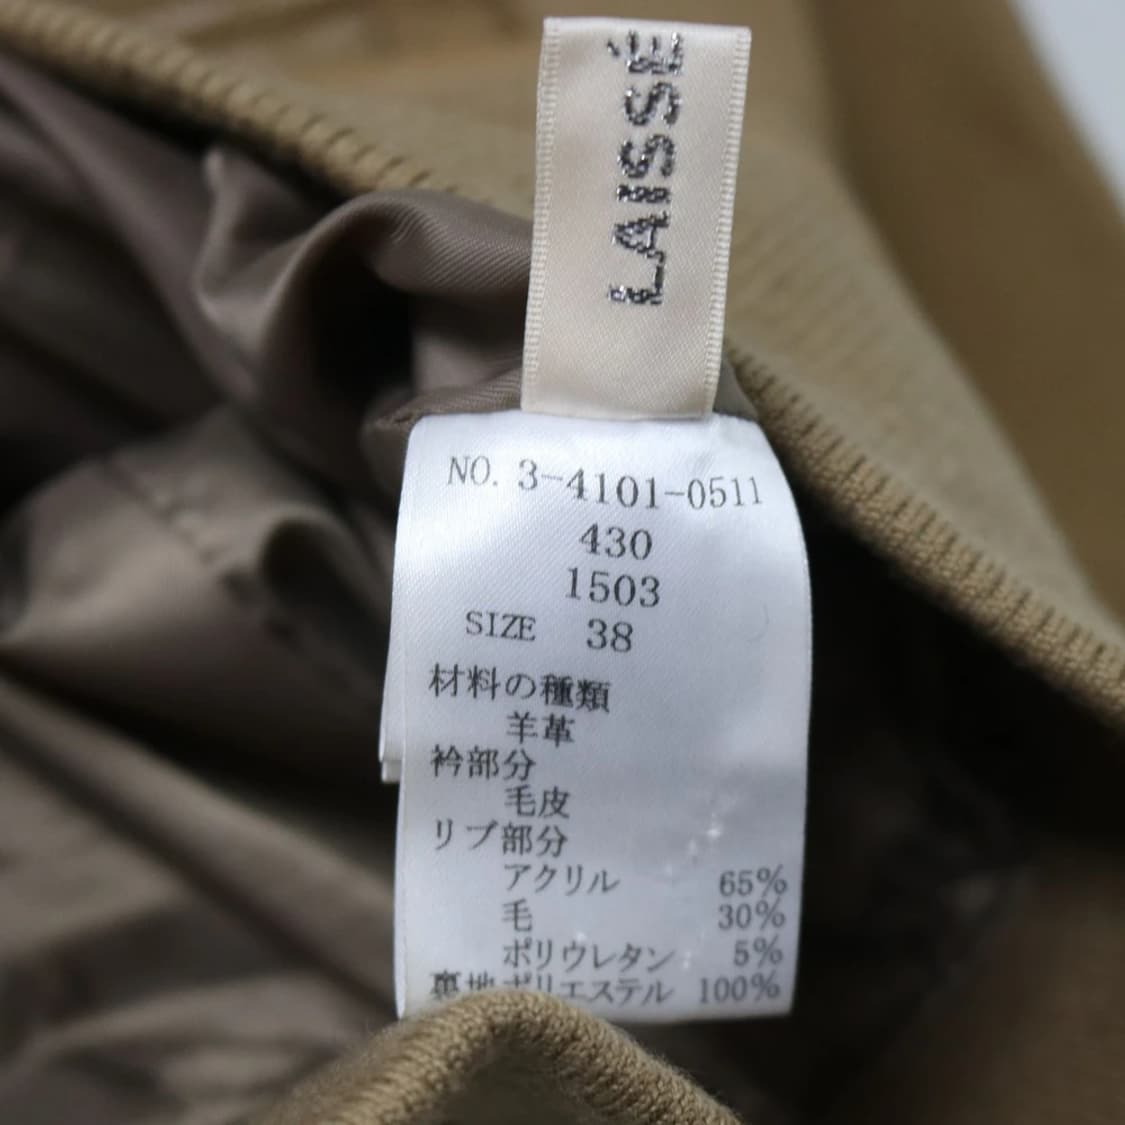 LAISSÉ
NO. 3-4101-0511
430
1503
SIZE 38
材料の種類
羊革
衿部分
毛皮
リブ部分
アクリル 65%
毛 30%
ポリウレタン 5%
裏地ポリエステル 100%